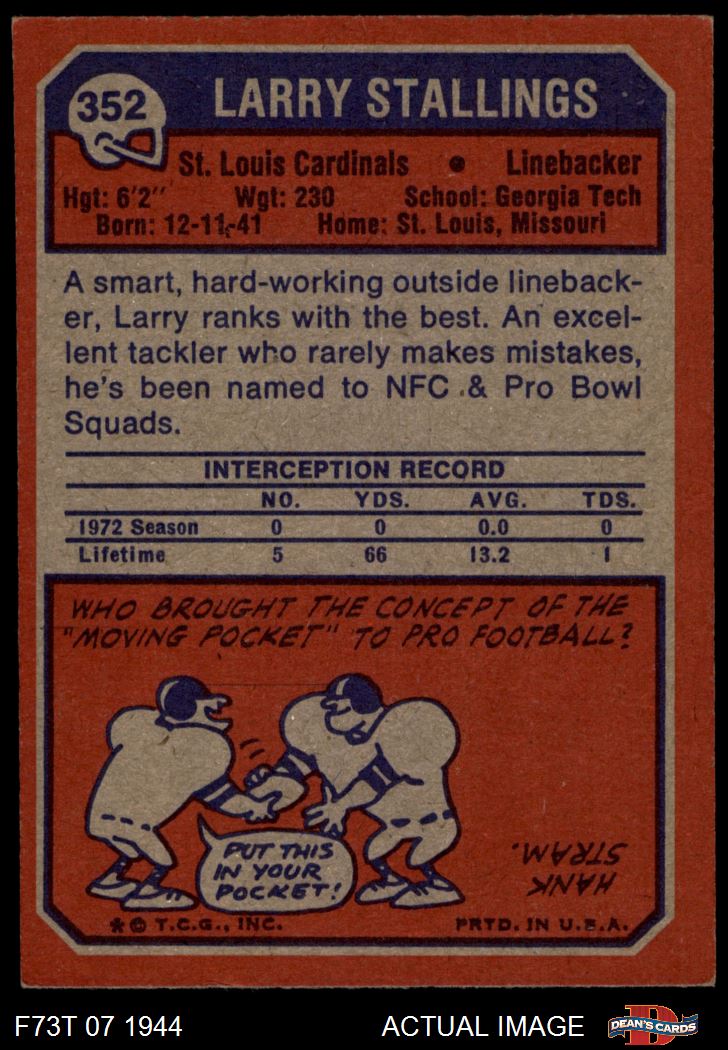 352
LARRY STALLINGS
St. Louis Cardinals • Linebacker
Hgt: 6'2" Wgt: 230 School: Georgia Tech
Born: 12-11-41 Home: St. Louis, Missouri
A smart, hard-working outside lineback-
er, Larry ranks with the best. An excel-
lent tackler who rarely makes mistakes,
he's been named to NFC & Pro Bowl
Squads.
INTERCEPTION RECORD
NO. YDS. AVG. TDS.
1972 Season 0 0 0.0 0
Lifetime 5 66 13.2 1
WHO BROUGHT THE CONCEPT OF THE
"MOVING POCKET" TO PRO FOOTBALL?
PUT THIS
IN YOUR
POCKET!
HANK
STRAM.
* © T.C.G., INC. PRTD. IN U.S.A.
F73T 07 1944 ACTUAL IMAGE
D
DEAN'S CARDS